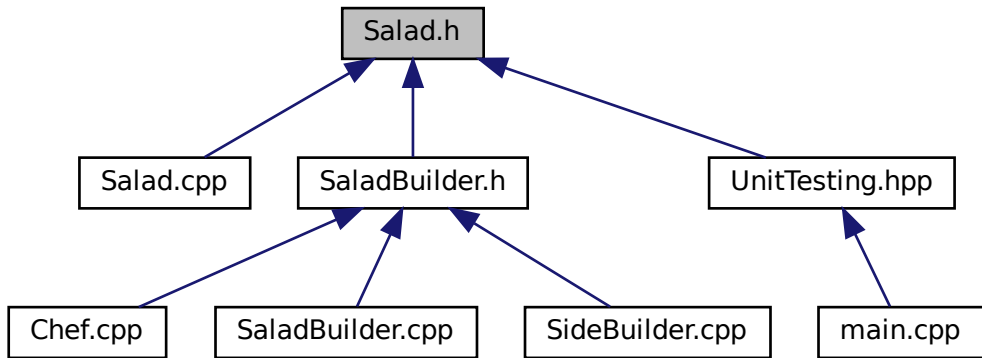 Salad.h
Salad.cpp
SaladBuilder.h
UnitTesting.hpp
Chef.cpp
SaladBuilder.cpp
SideBuilder.cpp
main.cpp